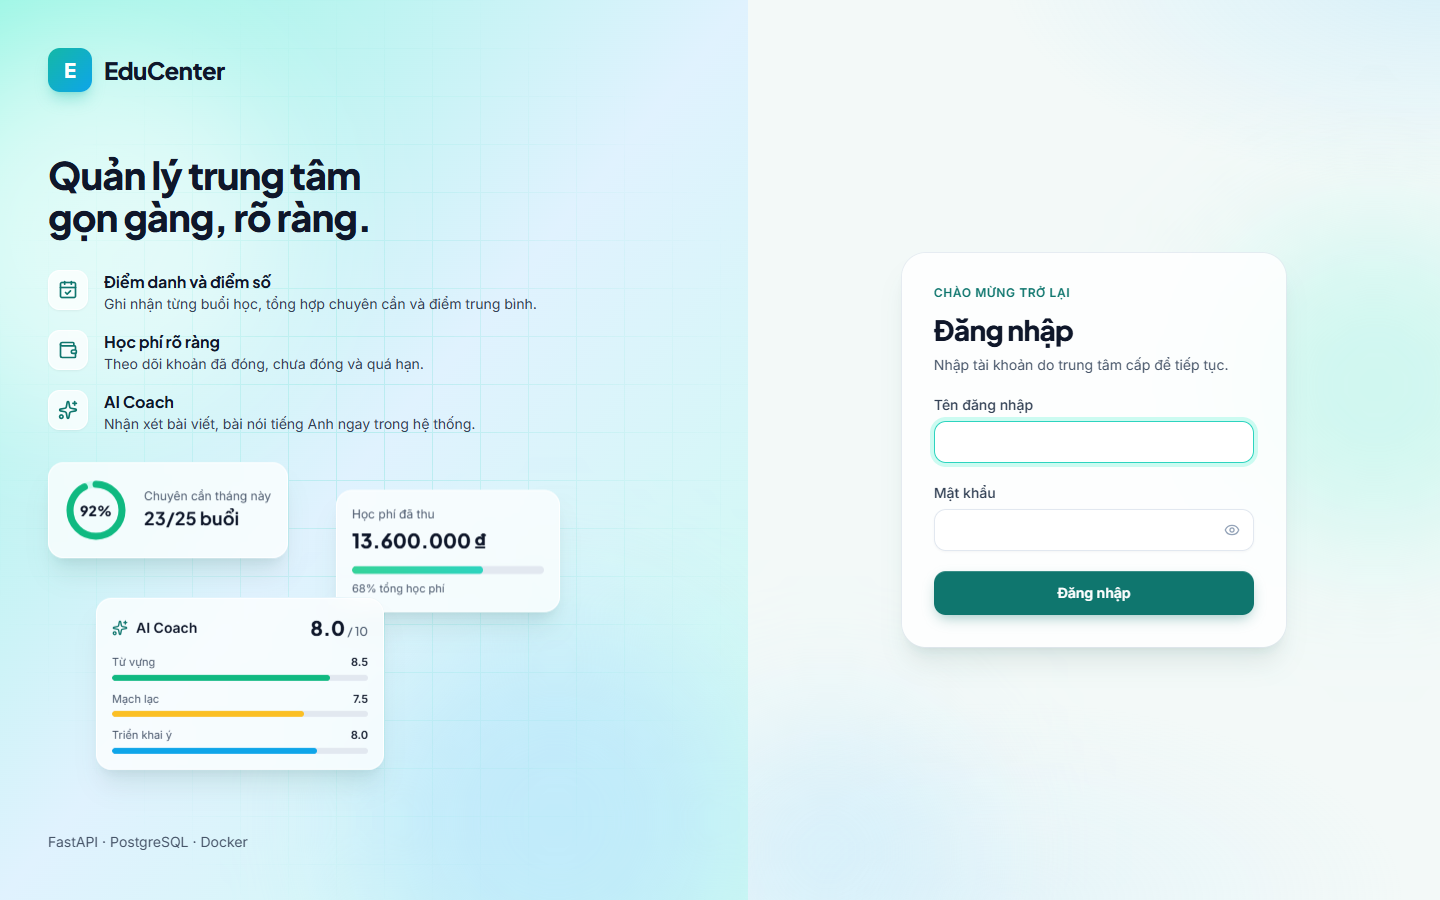 E
EduCenter
Quản lý trung tâm
gọn gàng, rõ ràng.
Điểm danh và điểm số
Ghi nhận từng buổi học, tổng hợp chuyên cần và điểm trung bình.
Học phí rõ ràng
Theo dõi khoản đã đóng, chưa đóng và quá hạn.
AI Coach
Nhận xét bài viết, bài nói tiếng Anh ngay trong hệ thống.
92%
Chuyên cần tháng này
23/25 buổi
Học phí đã thu
13.600.000 ₫
68% tổng học phí
AI Coach
8.0 / 10
Từ vựng 8.5
Mạch lạc 7.5
Triển khai ý 8.0
FastAPI · PostgreSQL · Docker
CHÀO MỪNG TRỞ LẠI
Đăng nhập
Nhập tài khoản do trung tâm cấp để tiếp tục.
Tên đăng nhập
Mật khẩu
Đăng nhập